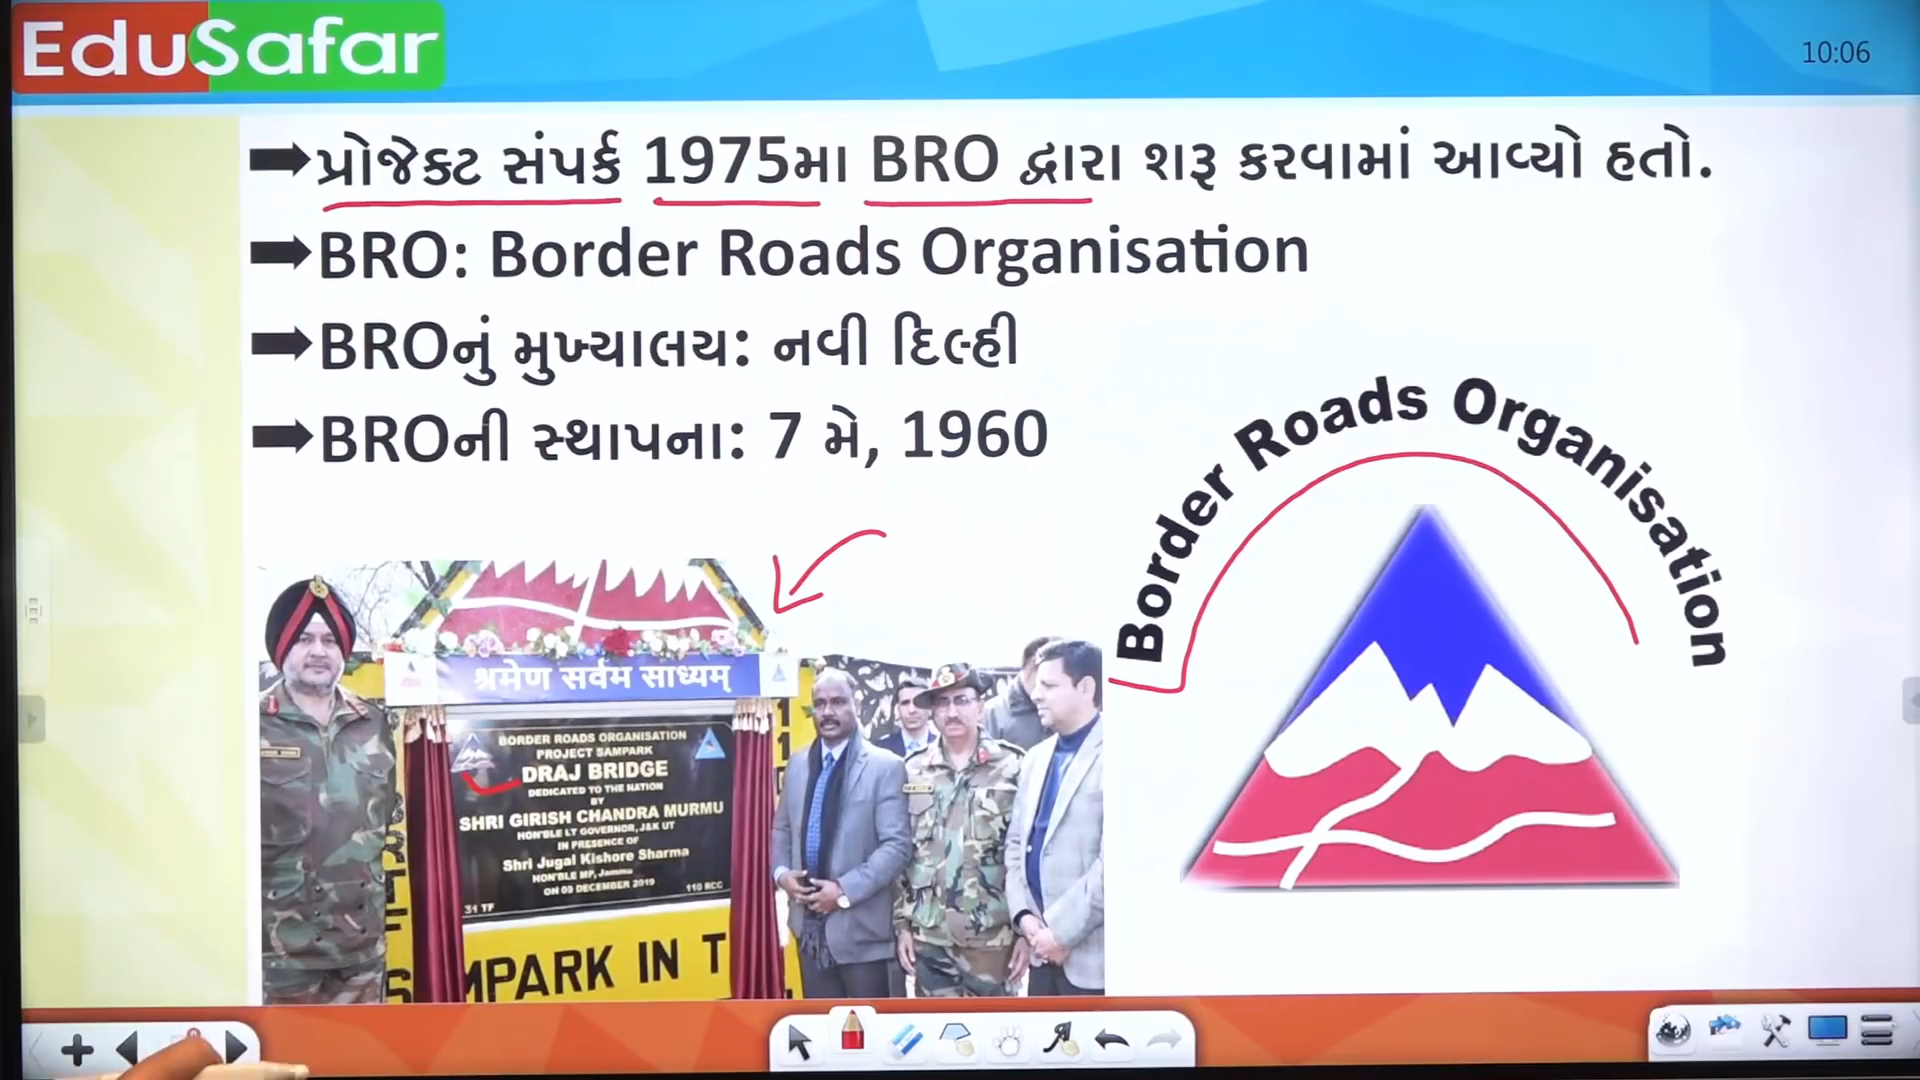 EduSafar
10:06
➡પ્રોજેક્ટ સંપર્ક 1975મા BRO દ્વારા શરૂ કરવામાં આવ્યો હતો.
➡BRO: Border Roads Organisation
➡BROનું મુખ્યાલય: નવી દિલ્હી
➡BROની સ્થાપના: 7 મે, 1960
Border Roads Organisation
श्रमेण सर्वम साध्यम्
BORDER ROADS ORGANISATION
PROJECT SAMPARK
DRAJ BRIDGE
DEDICATED TO THE NATION
BY
SHRI GIRISH CHANDRA MURMU
HON'BLE LT GOVERNOR, J&K UT
IN PRESENCE OF
Shri Jugal Kishore Sharma
HON'BLE MP, Jammu
ON 09 DECEMBER 2019
31 TF
110 RCC
MPARK IN T